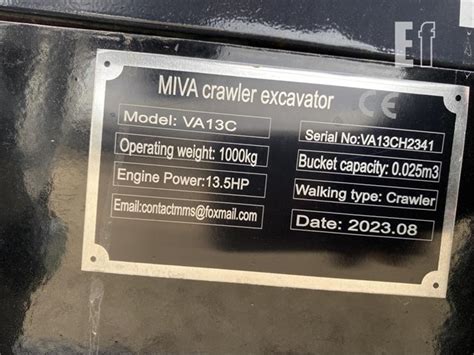 Ef
MIVA crawler excavator
CE
Model: VA13C
Serial No:VA13CH2341
Operating weight: 1000kg
Bucket capacity: 0.025m3
Engine Power:13.5HP
Walking type: Crawler
Email:contactmms@foxmail.com
Date: 2023.08